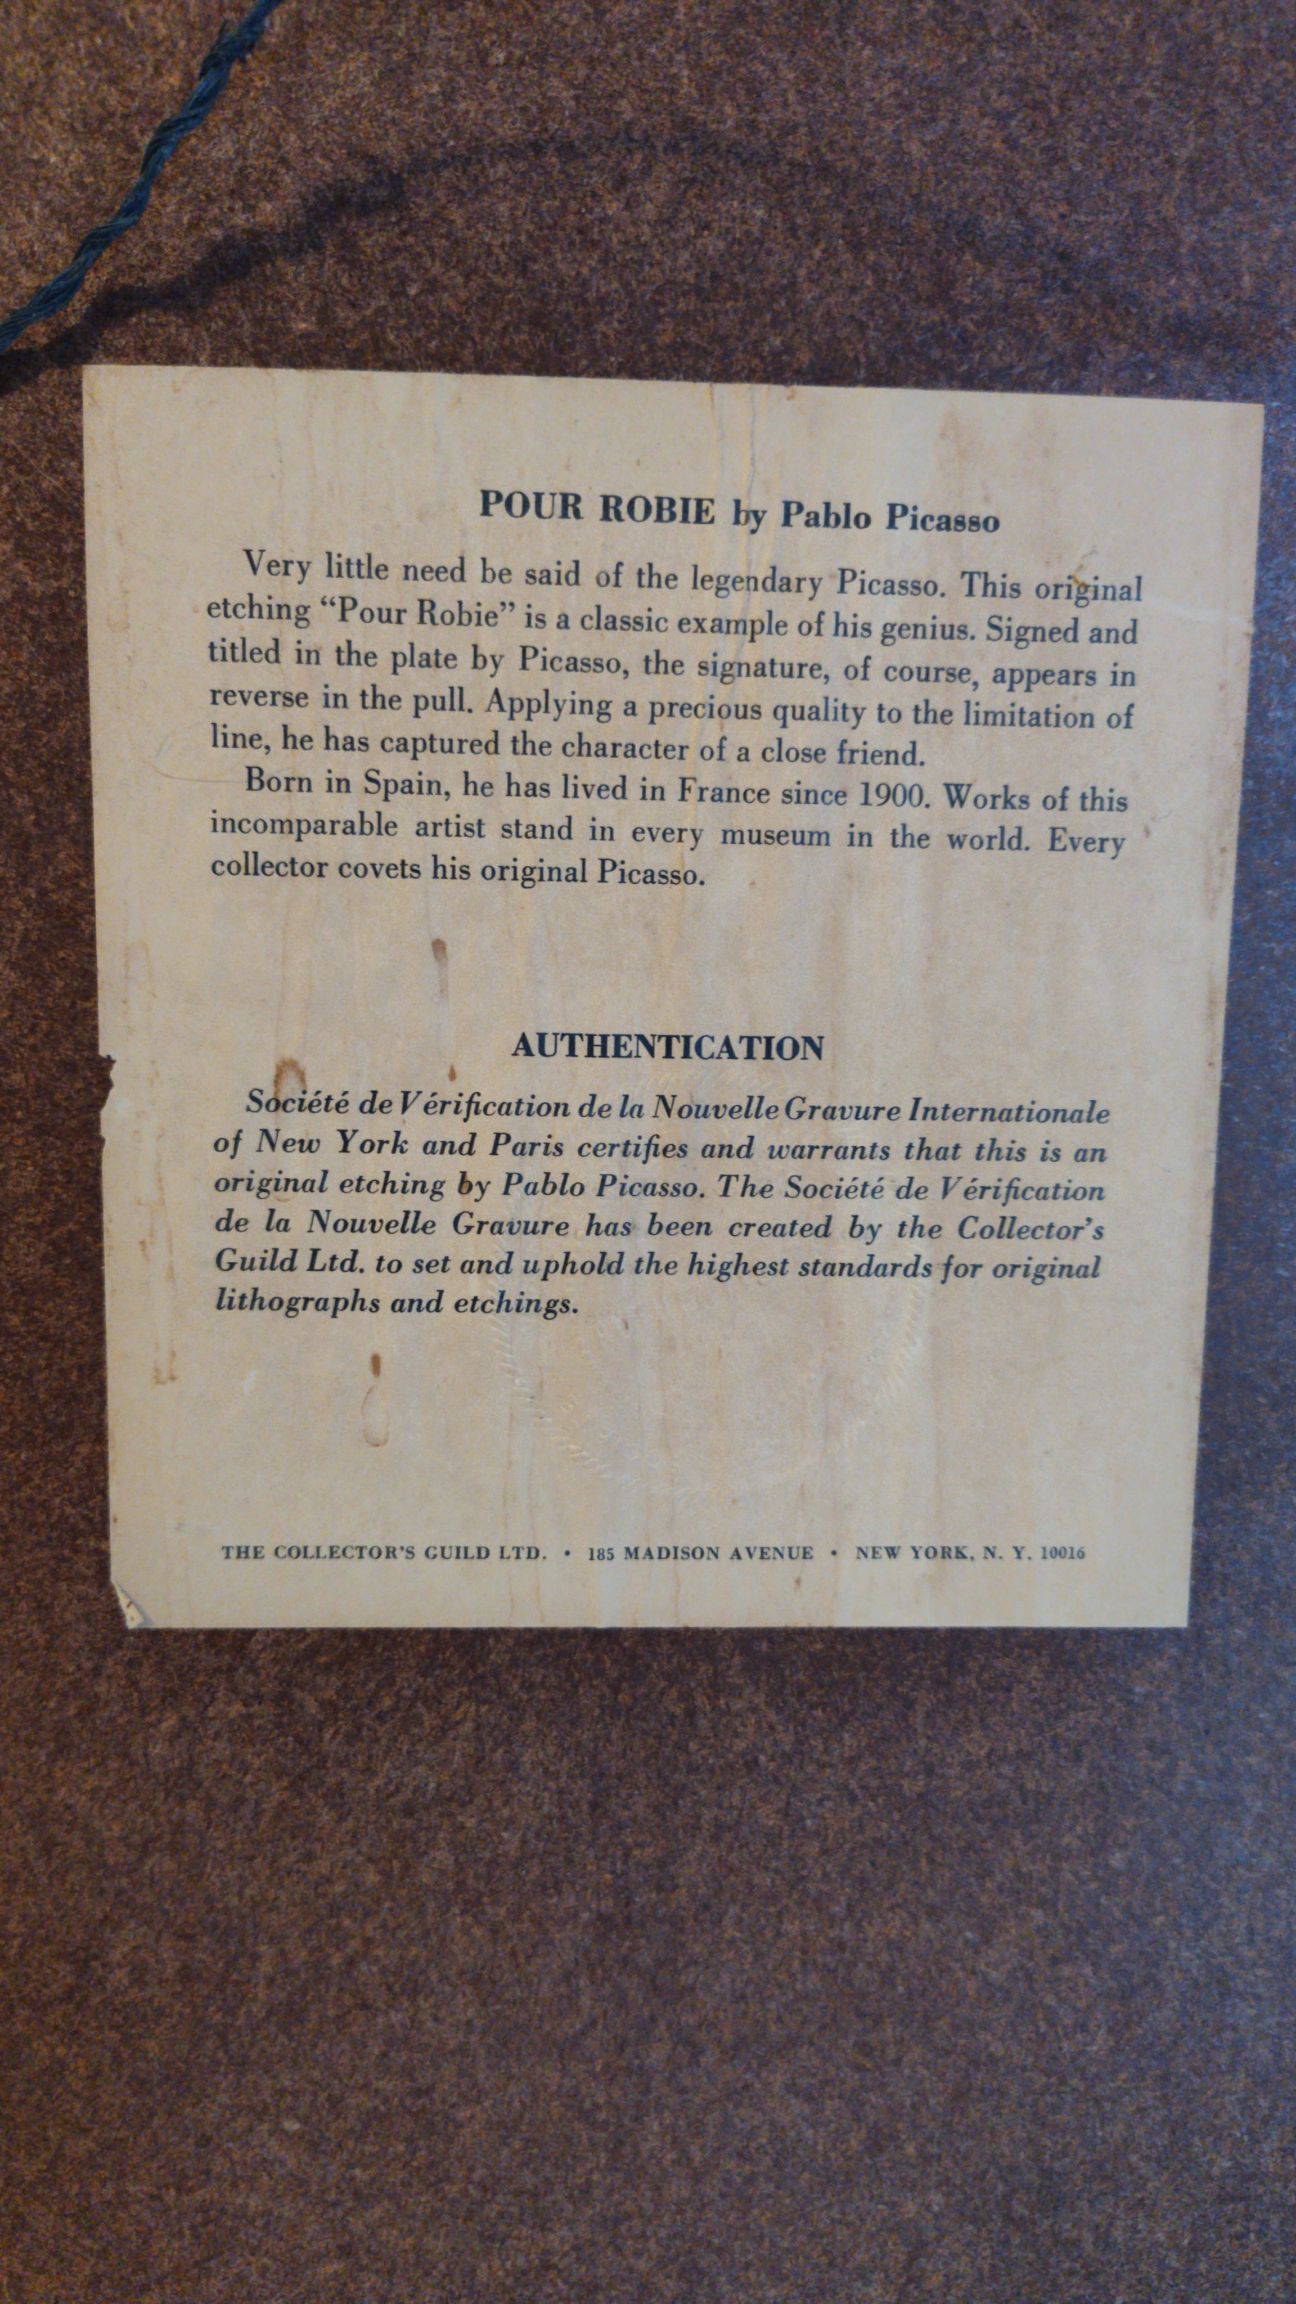 POUR ROBIE by Pablo Picasso
Very little need be said of the legendary Picasso. This original
etching “Pour Robie” is a classic example of his genius. Signed and
titled in the plate by Picasso, the signature, of course, appears in
reverse in the pull. Applying a precious quality to the limitation of
line, he has captured the character of a close friend.
Born in Spain, he has lived in France since 1900. Works of this
incomparable artist stand in every museum in the world. Every
collector covets his original Picasso.
AUTHENTICATION
Société de Vérification de la Nouvelle Gravure Internationale
of New York and Paris certifies and warrants that this is an
original etching by Pablo Picasso. The Société de Vérification
de la Nouvelle Gravure has been created by the Collector’s
Guild Ltd. to set and uphold the highest standards for original
lithographs and etchings.
THE COLLECTOR’S GUILD LTD. • 185 MADISON AVENUE • NEW YORK, N. Y. 10016